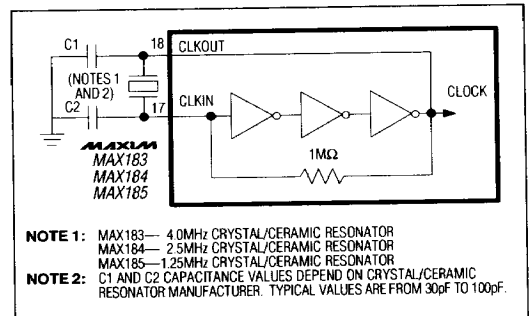 C1
18 CLKOUT
(NOTES 1
AND 2)
C2
17 CLKIN
CLOCK
1MΩ
MAXIM
MAX183
MAX184
MAX185
NOTE 1: MAX183— 4.0MHz CRYSTAL/CERAMIC RESONATOR
MAX184— 2.5MHz CRYSTAL/CERAMIC RESONATOR
MAX185—1.25MHz CRYSTAL/CERAMIC RESONATOR
NOTE 2: C1 AND C2 CAPACITANCE VALUES DEPEND ON CRYSTAL/CERAMIC
RESONATOR MANUFACTURER. TYPICAL VALUES ARE FROM 30pF TO 100pF.